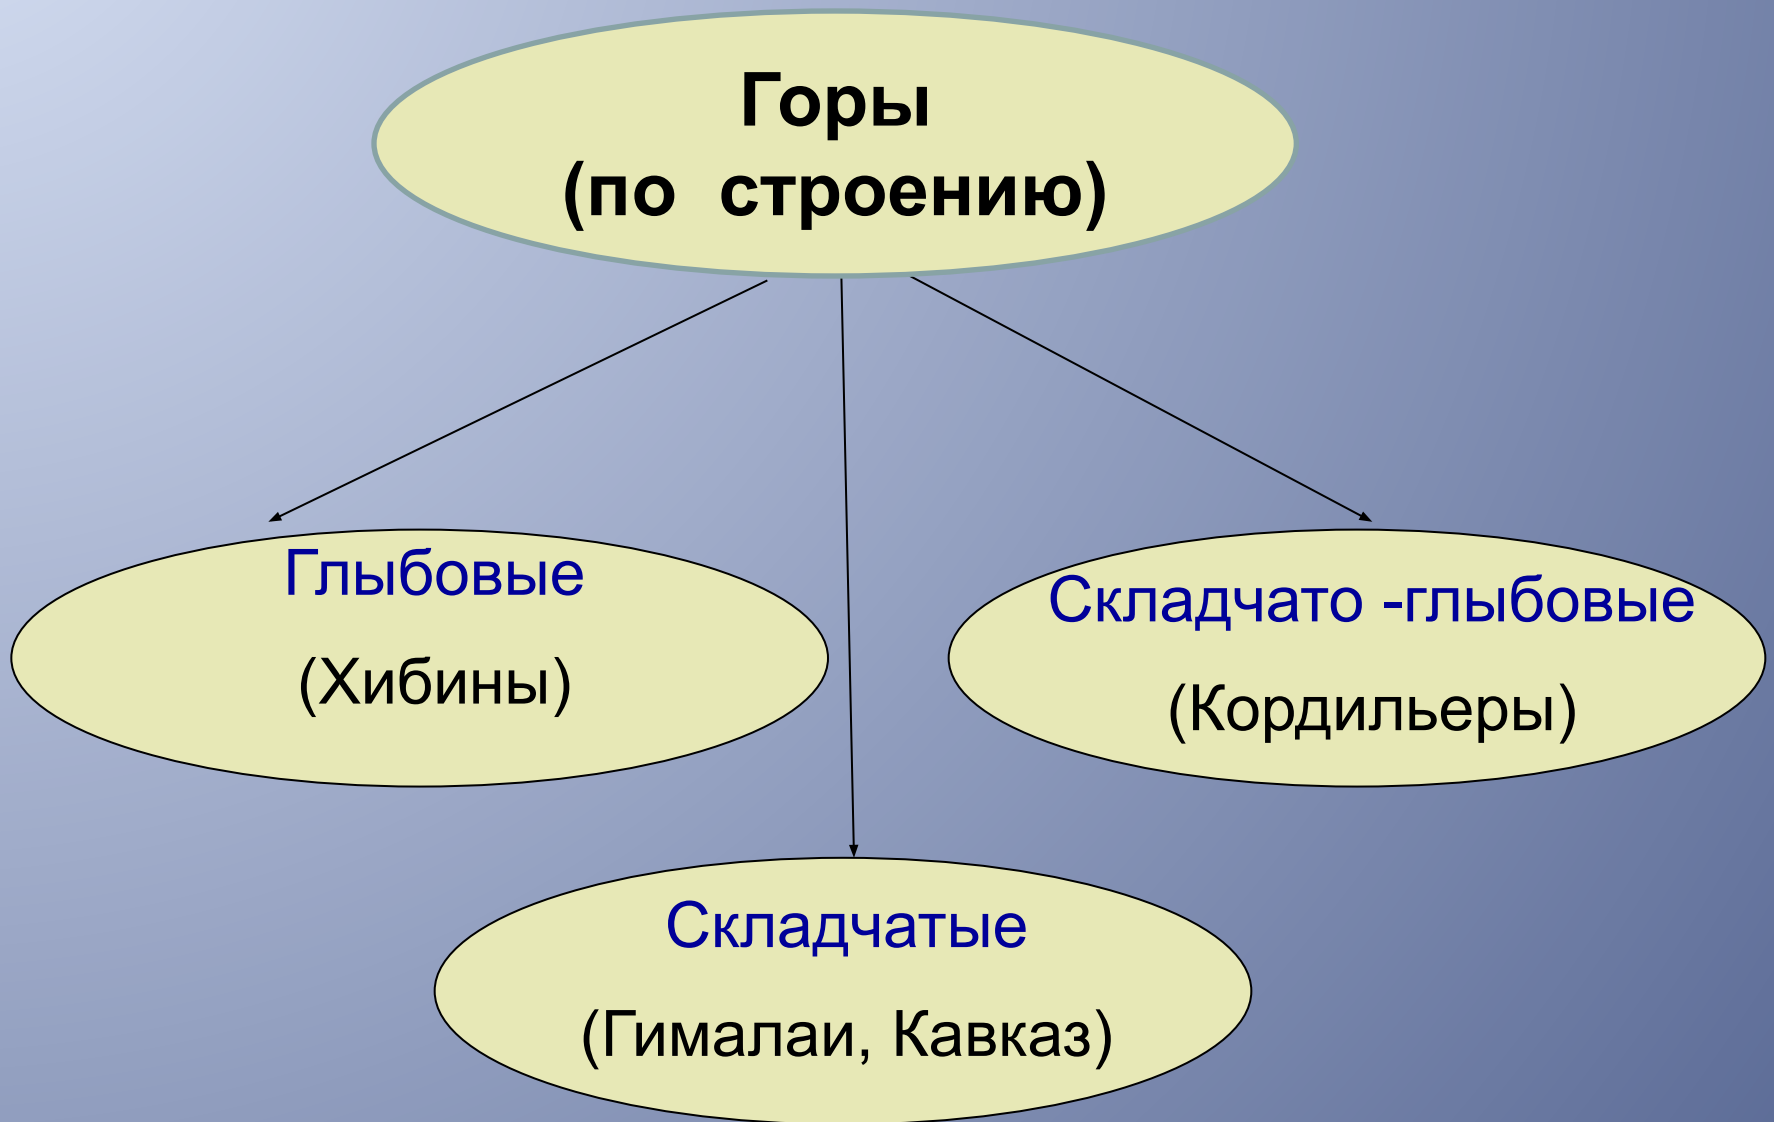 Горы
(по строению)
Глыбовые
(Хибины)
Складчато -глыбовые
(Кордильеры)
Складчатые
(Гималаи, Кавказ)